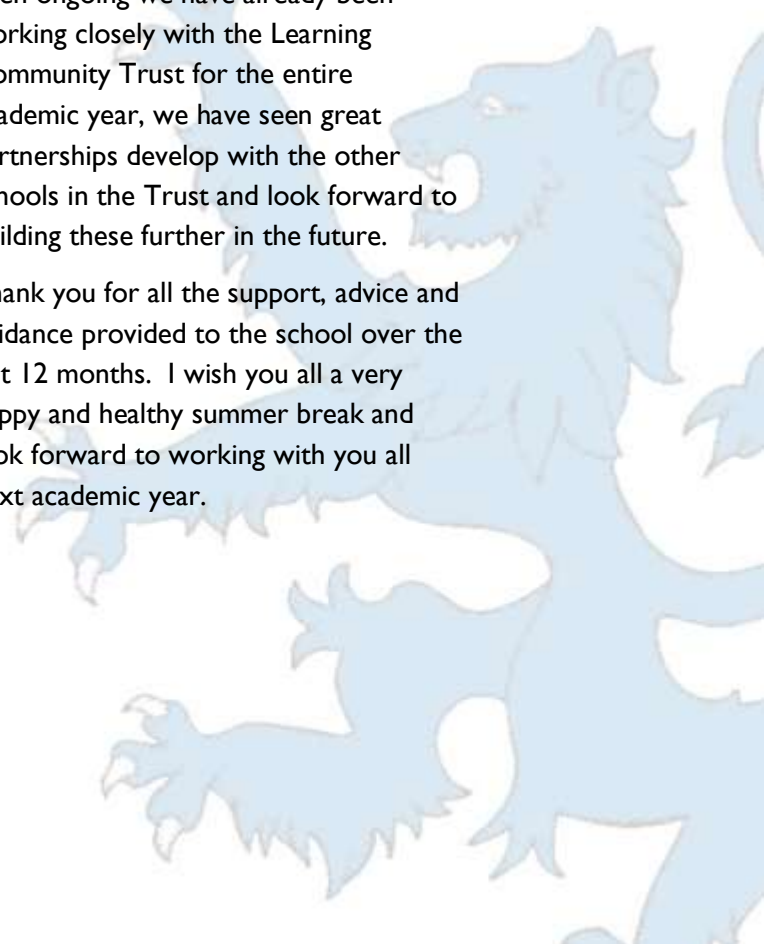 en ongoing we have already been
orking closely with the Learning
ommunity Trust for the entire
ademic year, we have seen great
rtnerships develop with the other
hools in the Trust and look forward to
ilding these further in the future.
ank you for all the support, advice and
idance provided to the school over the
t 12 months.  I wish you all a very
ppy and healthy summer break and
ok forward to working with you all
xt academic year.